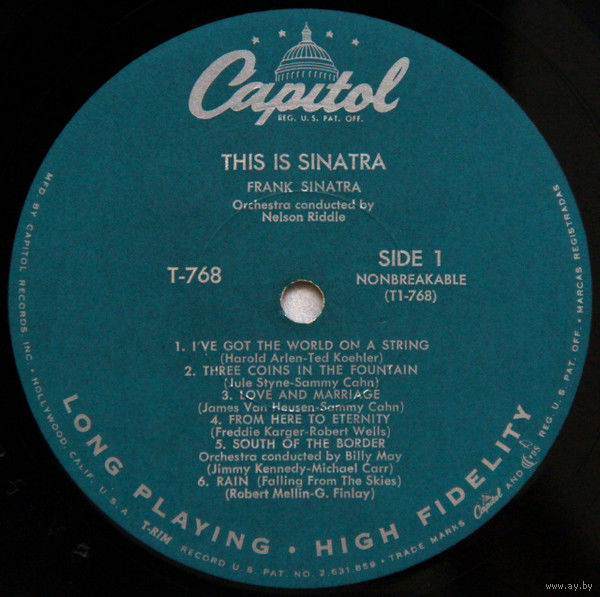 Capitol
REG. U.S. PAT. OFF.
THIS IS SINATRA
FRANK SINATRA
Orchestra conducted by
Nelson Riddle
T-768
SIDE 1
NONBREAKABLE
(T1-768)
1. I'VE GOT THE WORLD ON A STRING
(Harold Arlen-Ted Koehler)
2. THREE COINS IN THE FOUNTAIN
(Jule Styne-Sammy Cahn)
3. LOVE AND MARRIAGE
(James Van Heusen-Sammy Cahn)
4. FROM HERE TO ETERNITY
(Freddie Karger-Robert Wells)
5. SOUTH OF THE BORDER
Orchestra conducted by Billy May
(Jimmy Kennedy-Michael Carr)
6. RAIN (Falling From The Skies)
(Robert Mellin-G. Finlay)
LONG PLAYING • HIGH FIDELITY
MFD. BY CAPITOL RECORDS, INC. • HOLLYWOOD, CALIF. U.S.A. T-RIM RECORD U.S. PAT. NO. 2,631,859 • TRADE MARKS Capitol AND REG. U.S. PAT. OFF. • MARCAS REGISTRADAS
www.ay.by